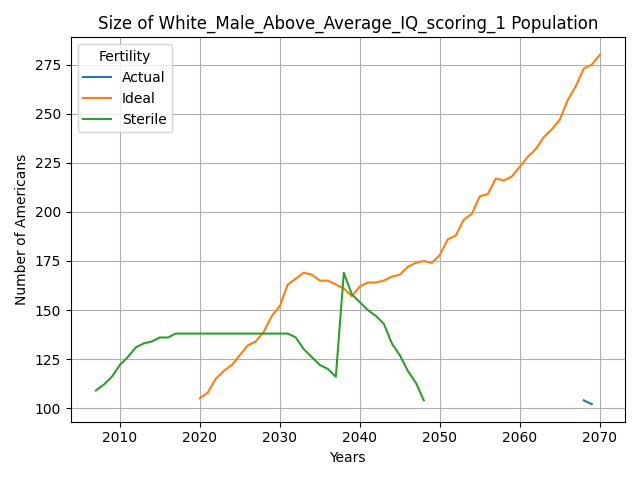 Size of White_Male_Above_Average_IQ_scoring_1 Population
Fertility
Actual
Ideal
Sterile
Number of Americans
275
250
225
200
175
150
125
100
2010 2020 2030 2040 2050 2060 2070
Years